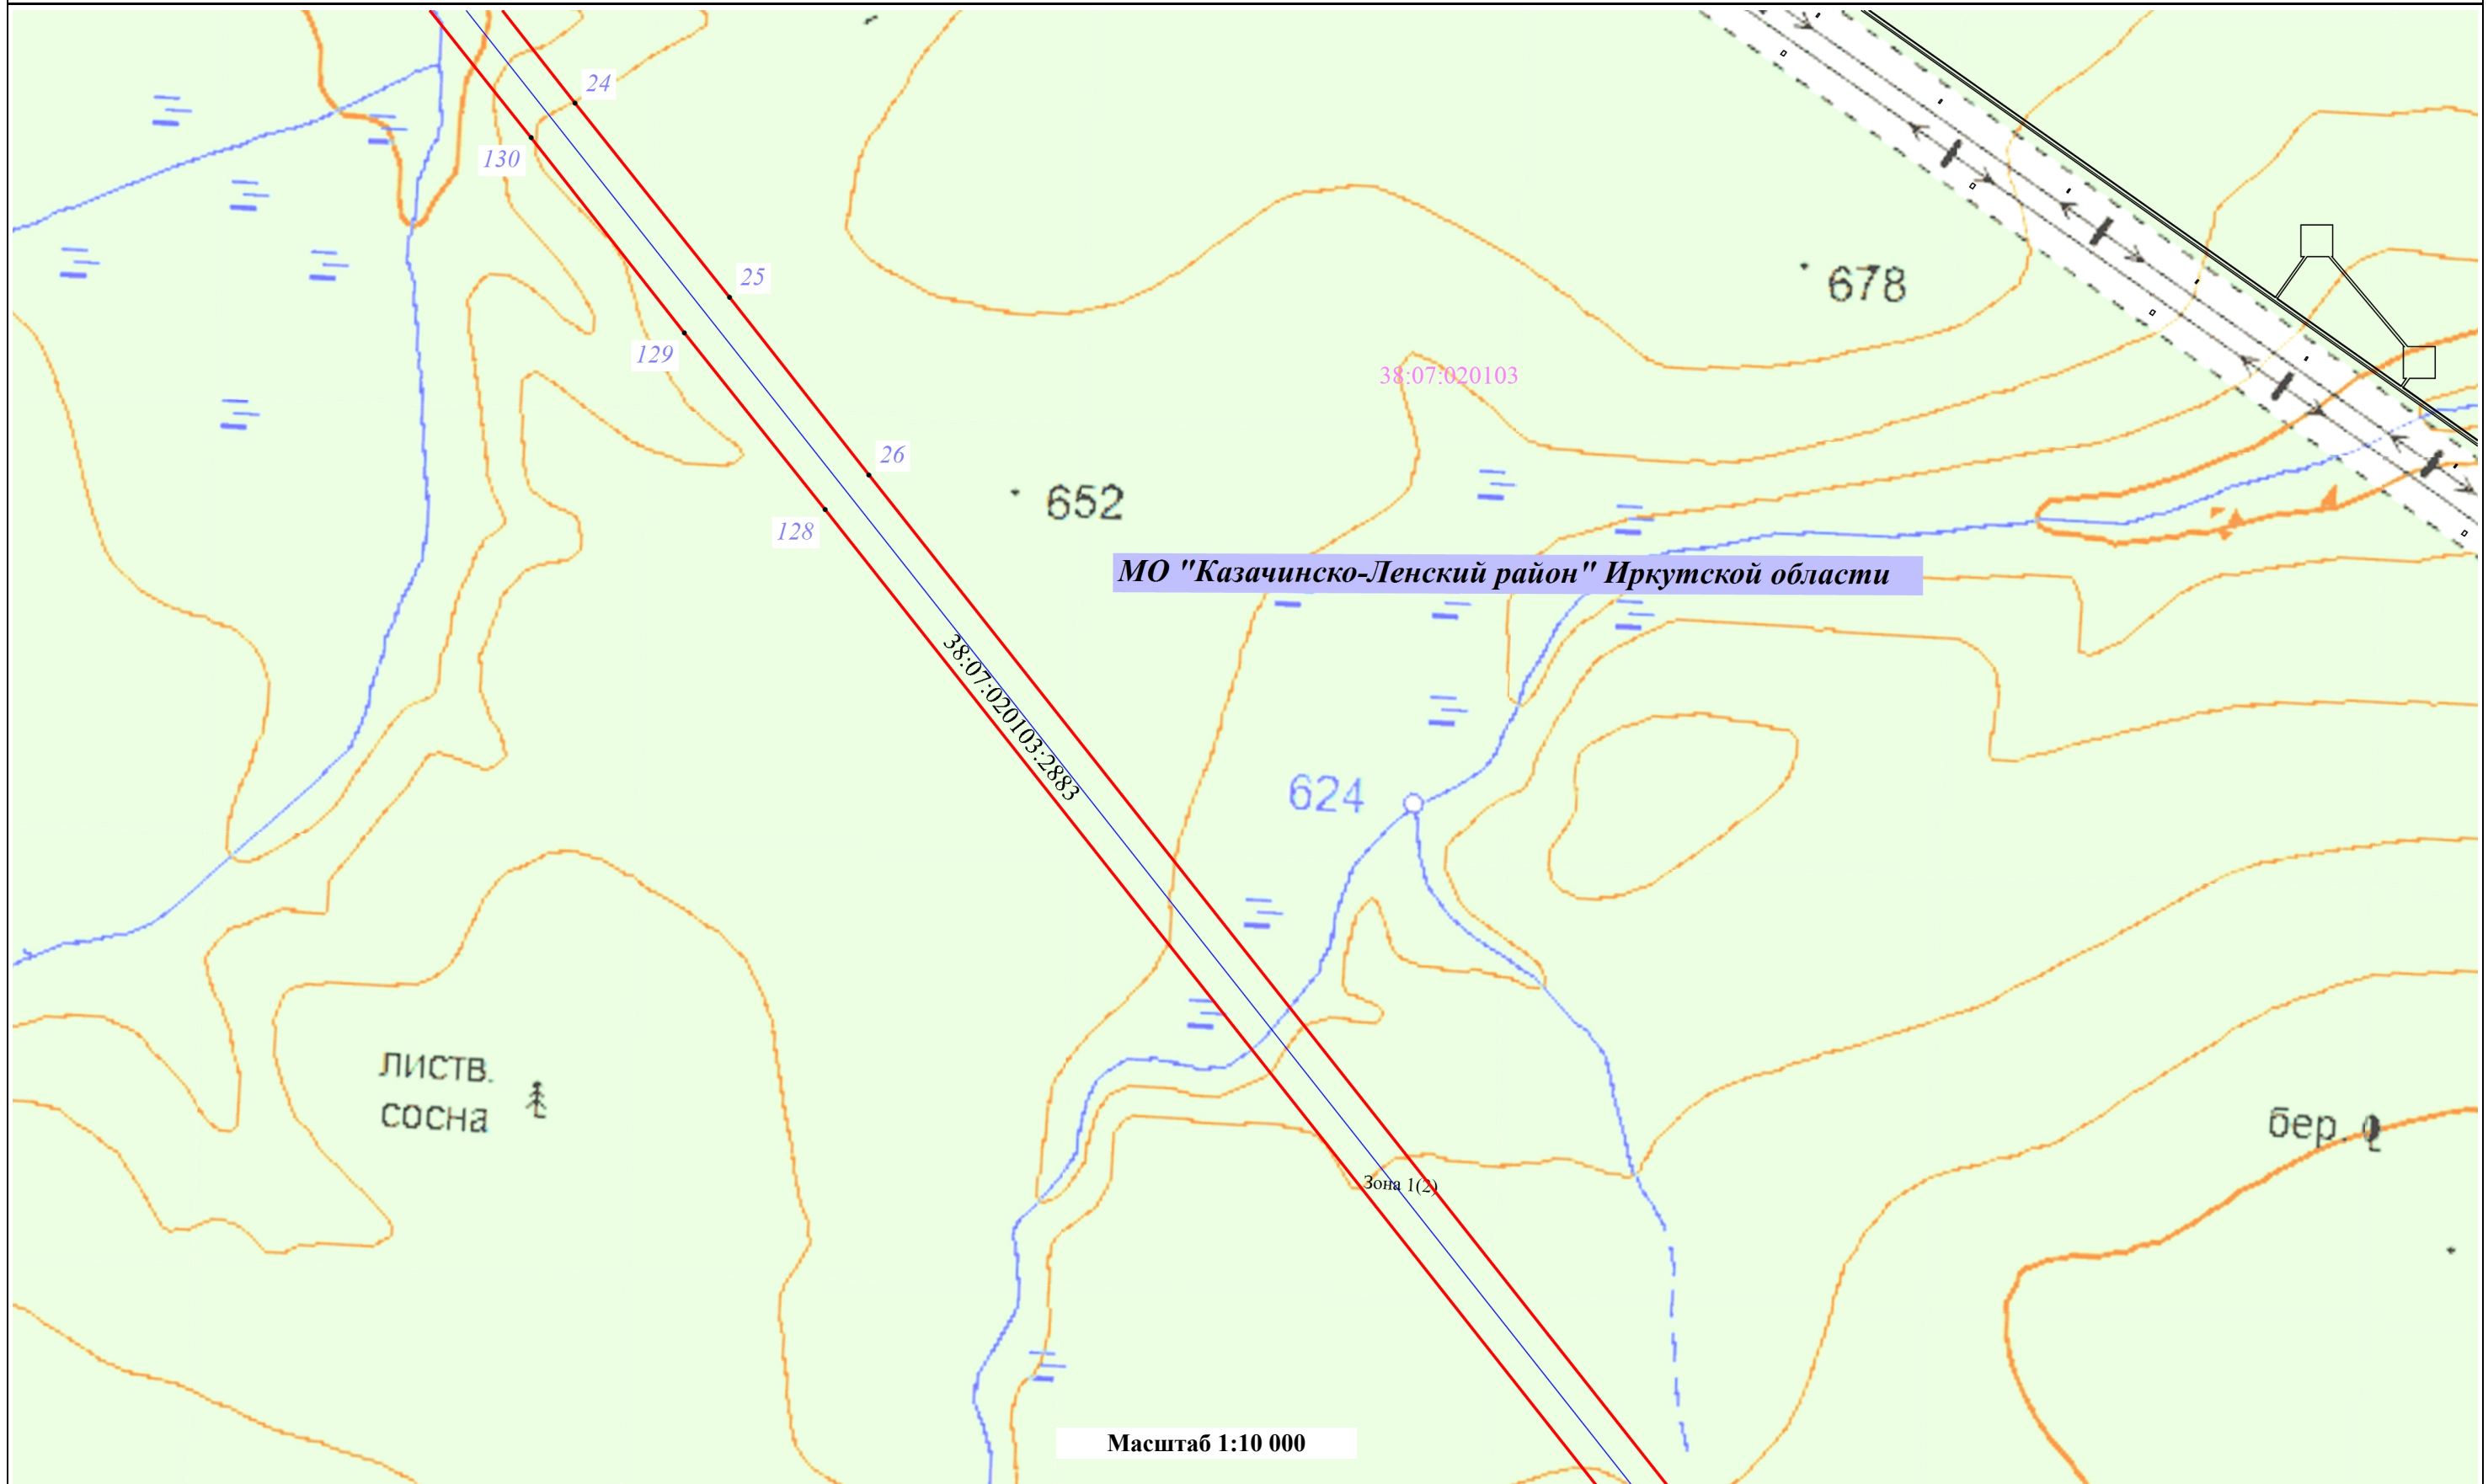 24
130
25
678
129
38:07:020103
26
652
128
МО "Казачинско-Ленский район" Иркутской области
38:07:020103:2883
624
листв.
сосна
бер.
Зона 1(2)
Масштаб 1:10 000